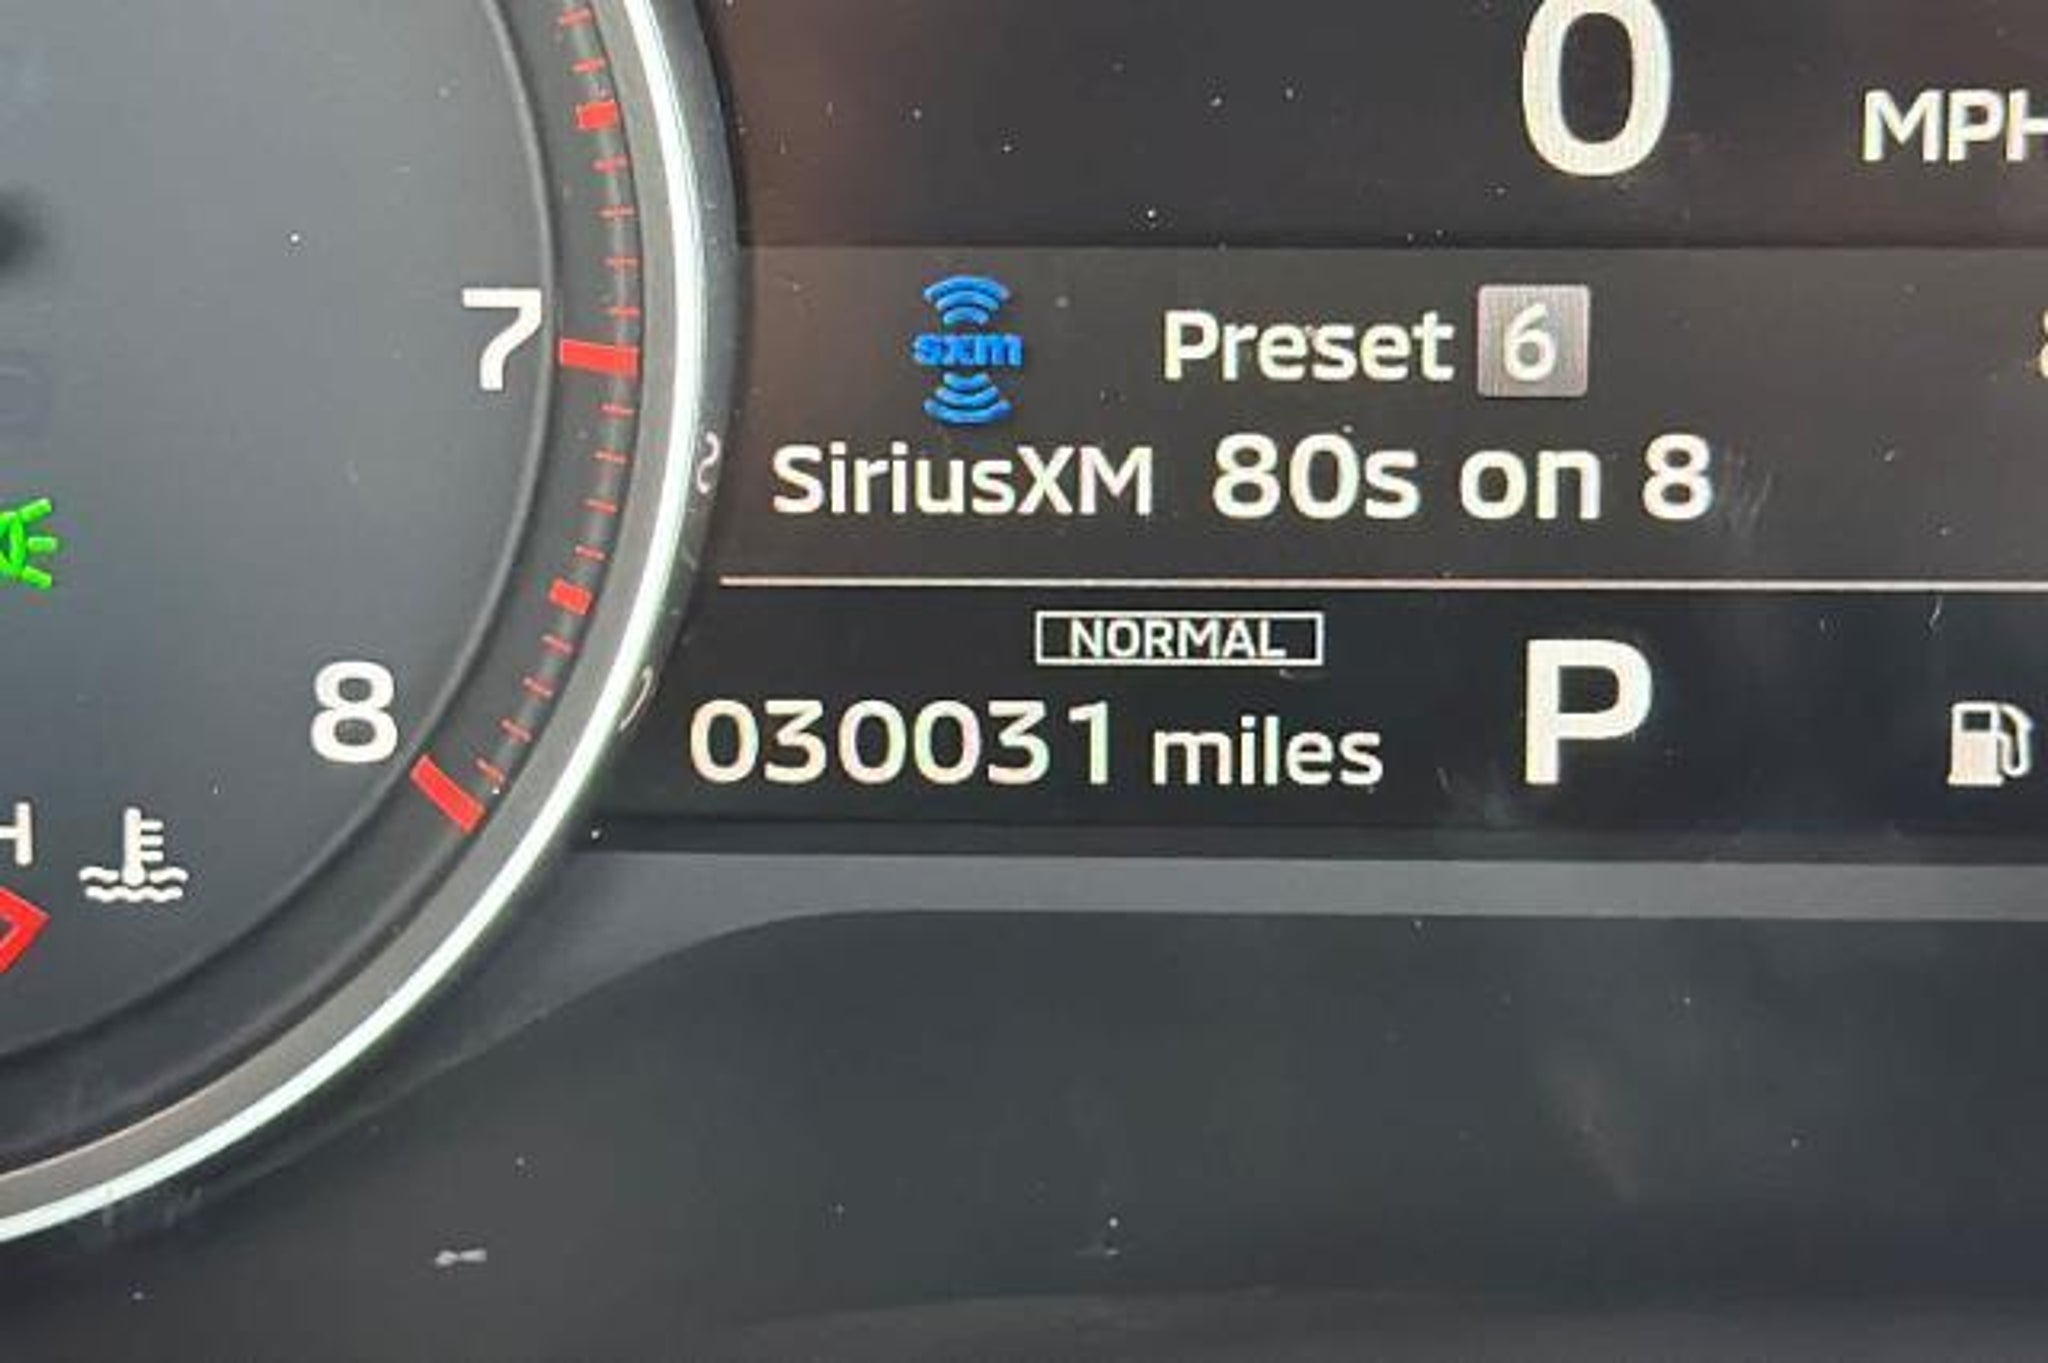 0 MPH
7
sxm
Preset 6
SiriusXM 80s on 8
NORMAL
8
030031 miles P
H